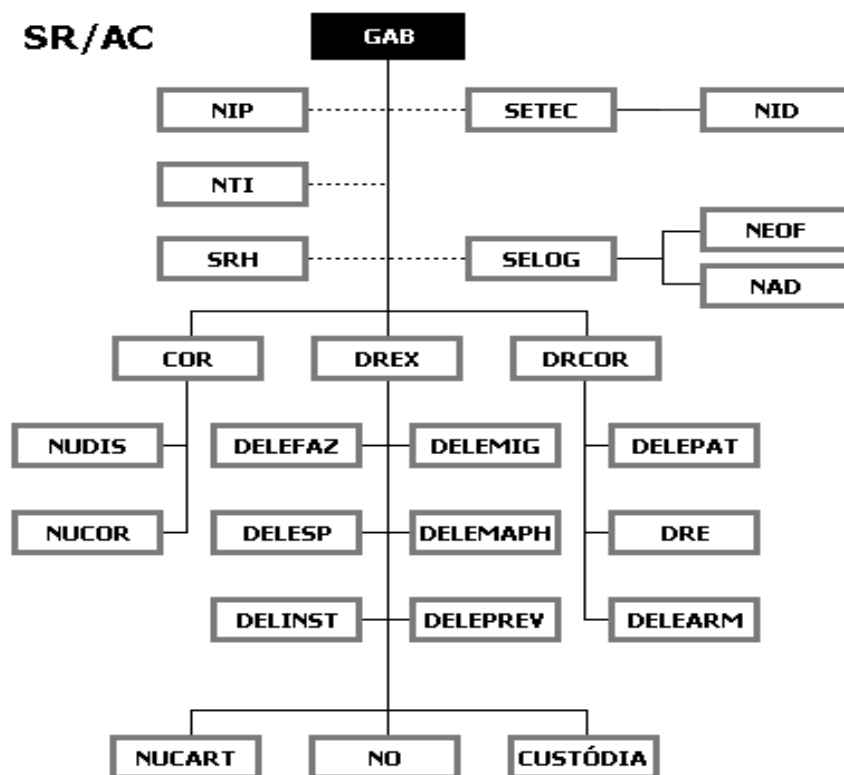 SR/AC
GAB
NIP
SETEC
NID
NTI
NEOF
SRH
SELOG
NAD
COR
DREX
DRCOR
NUDIS
DELEFAZ
DELEMIG
DELEPAT
NUCOR
DELESP
DELEMAPH
DRE
DELINST
DELEPREV
DELEARM
NUCART
NO
CUSTÓDIA